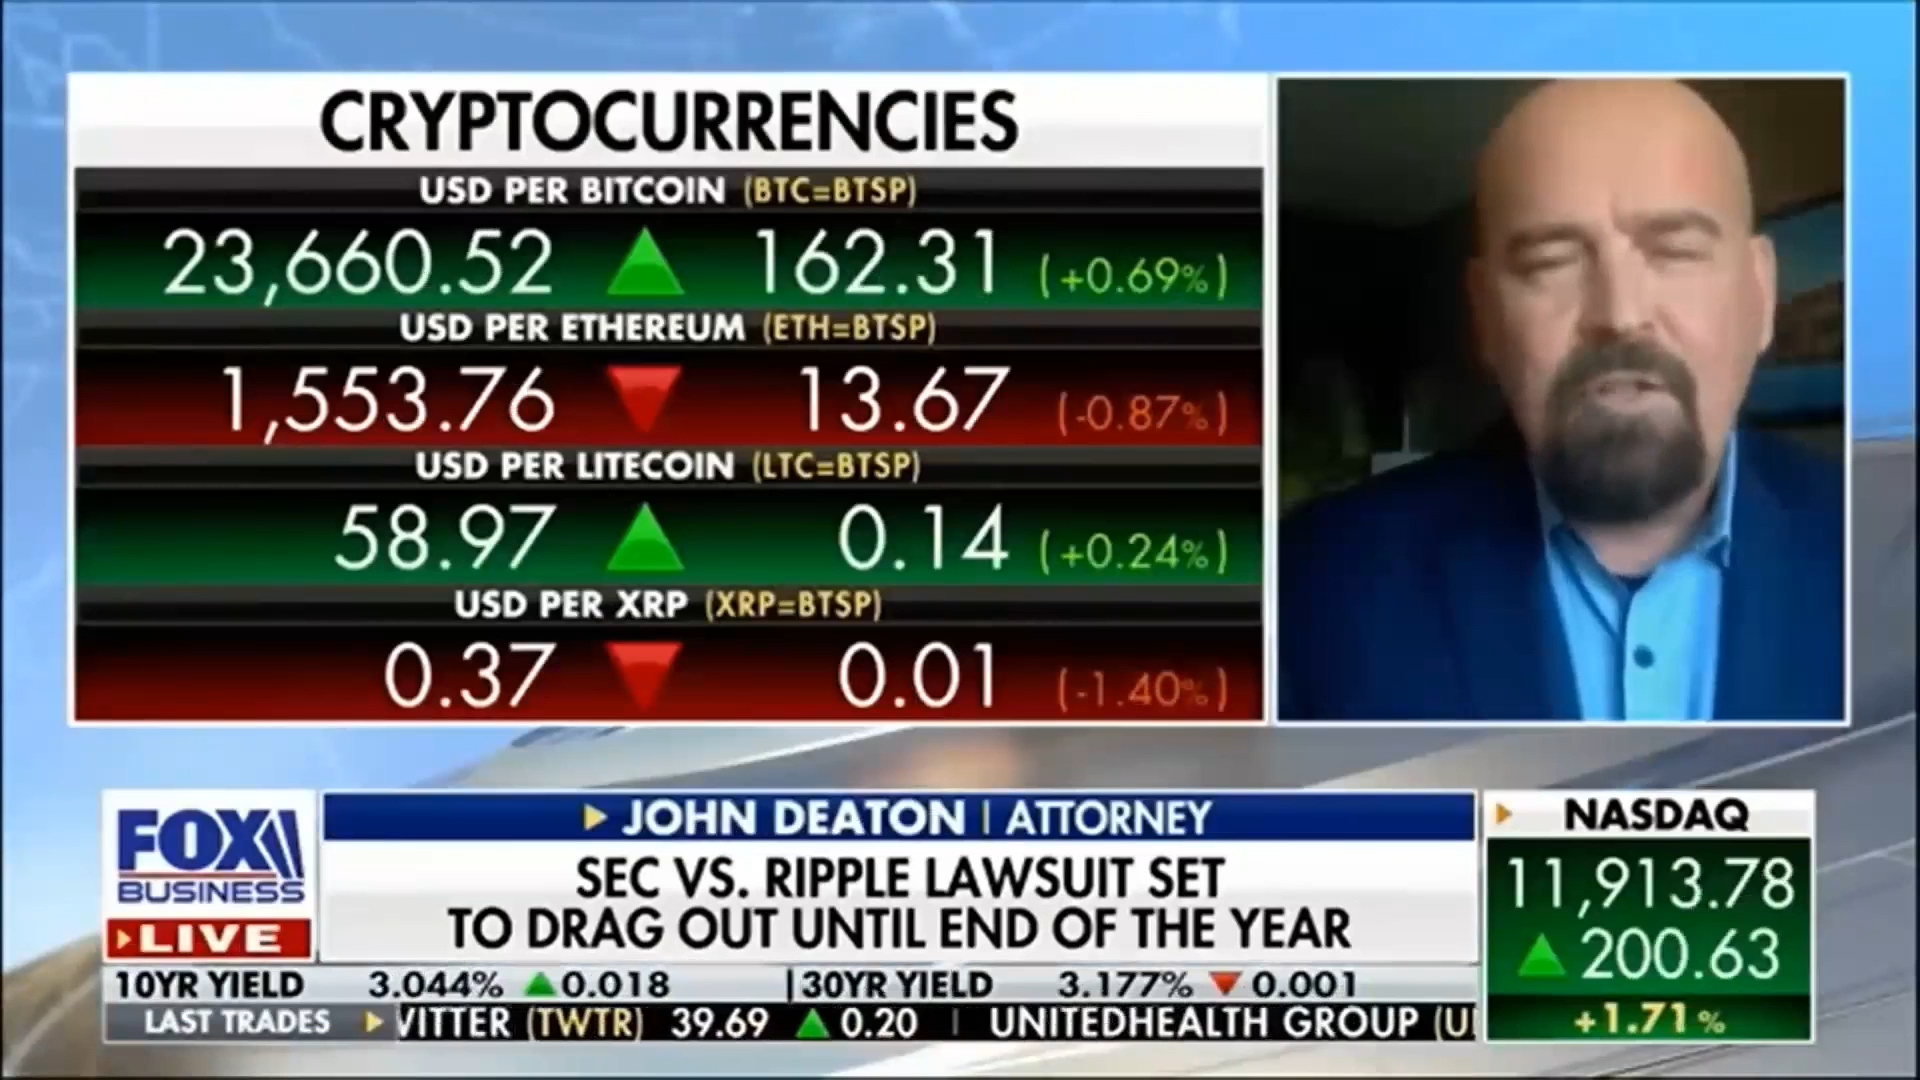 CRYPTOCURRENCIES
USD PER BITCOIN (BTC=BTSP)
23,660.52 ▲ 162.31 (+0.69%)
USD PER ETHEREUM (ETH=BTSP)
1,553.76 ▼ 13.67 (-0.87%)
USD PER LITECOIN (LTC=BTSP)
58.97 ▲ 0.14 (+0.24%)
USD PER XRP (XRP=BTSP)
0.37 ▼ 0.01 (-1.40%)
FOX
BUSINESS
LIVE
JOHN DEATON | ATTORNEY
SEC VS. RIPPLE LAWSUIT SET
TO DRAG OUT UNTIL END OF THE YEAR
NASDAQ
11,913.78
▲ 200.63
+1.71%
10YR YIELD 3.044% ▲ 0.018 | 30YR YIELD 3.177% ▼ 0.001
LAST TRADES VITTER (TWTR) 39.69 ▲ 0.20 | UNITEDHEALTH GROUP (U